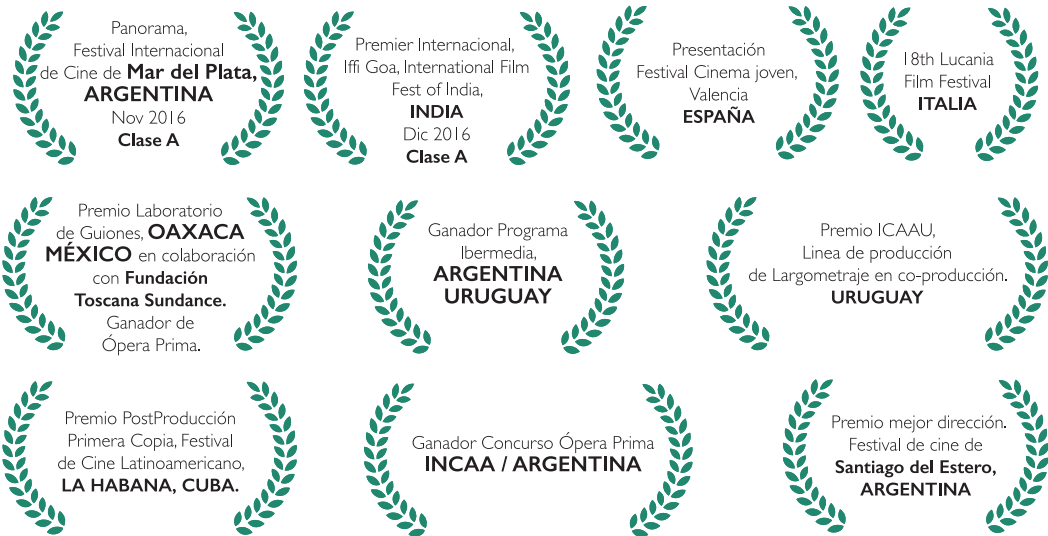 Panorama,
Festival Internacional
de Cine de Mar del Plata,
ARGENTINA
Nov 2016
Clase A
Premier Internacional,
Iffi Goa, International Film
Fest of India,
INDIA
Dic 2016
Clase A
Presentación
Festival Cinema joven,
Valencia
ESPAÑA
18th Lucania
Film Festival
ITALIA
Premio Laboratorio
de Guiones, OAXACA
MÉXICO en colaboración
con Fundación
Toscana Sundance.
Ganador de
Ópera Prima.
Ganador Programa
Ibermedia,
ARGENTINA
URUGUAY
Premio ICAAU,
Linea de producción
de Largometraje en co-producción.
URUGUAY
Premio PostProducción
Primera Copia, Festival
de Cine Latinoamericano,
LA HABANA, CUBA.
Ganador Concurso Ópera Prima
INCAA / ARGENTINA
Premio mejor dirección.
Festival de cine de
Santiago del Estero,
ARGENTINA